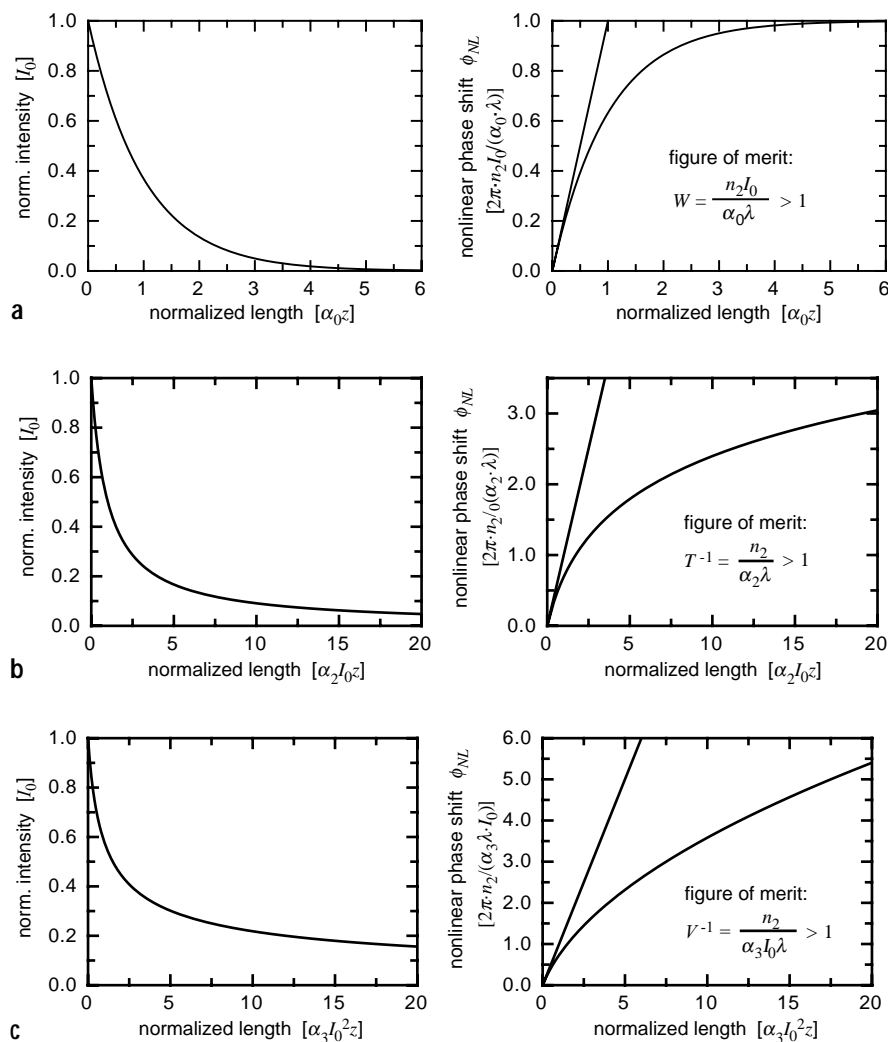 norm. intensity [I₀]
1.0
0.8
0.6
0.4
0.2
0.0
0 1 2 3 4 5 6
normalized length [α₀z]
nonlinear phase shift ϕNL
[2π·n₂I₀/(α₀·λ)]
1.0
0.8
0.6
0.4
0.2
0.0
figure of merit:
W = n₂I₀ / α₀λ > 1
0 1 2 3 4 5 6
normalized length [α₀z]
a
norm. intensity [I₀]
1.0
0.8
0.6
0.4
0.2
0.0
0 5 10 15 20
normalized length [α₂I₀z]
nonlinear phase shift ϕNL
[2π·n₂/₀(α₂·λ)]
3.0
2.0
1.0
0.0
figure of merit:
T⁻¹ = n₂ / α₂λ > 1
0 5 10 15 20
normalized length [α₂I₀z]
b
norm. intensity [I₀]
1.0
0.8
0.6
0.4
0.2
0.0
0 5 10 15 20
normalized length [α₃I₀²z]
nonlinear phase shift ϕNL
[2π·n₂/(α₃λ·I₀)]
6.0
5.0
4.0
3.0
2.0
1.0
0.0
figure of merit:
V⁻¹ = n₂ / α₃I₀λ > 1
0 5 10 15 20
normalized length [α₃I₀²z]
c